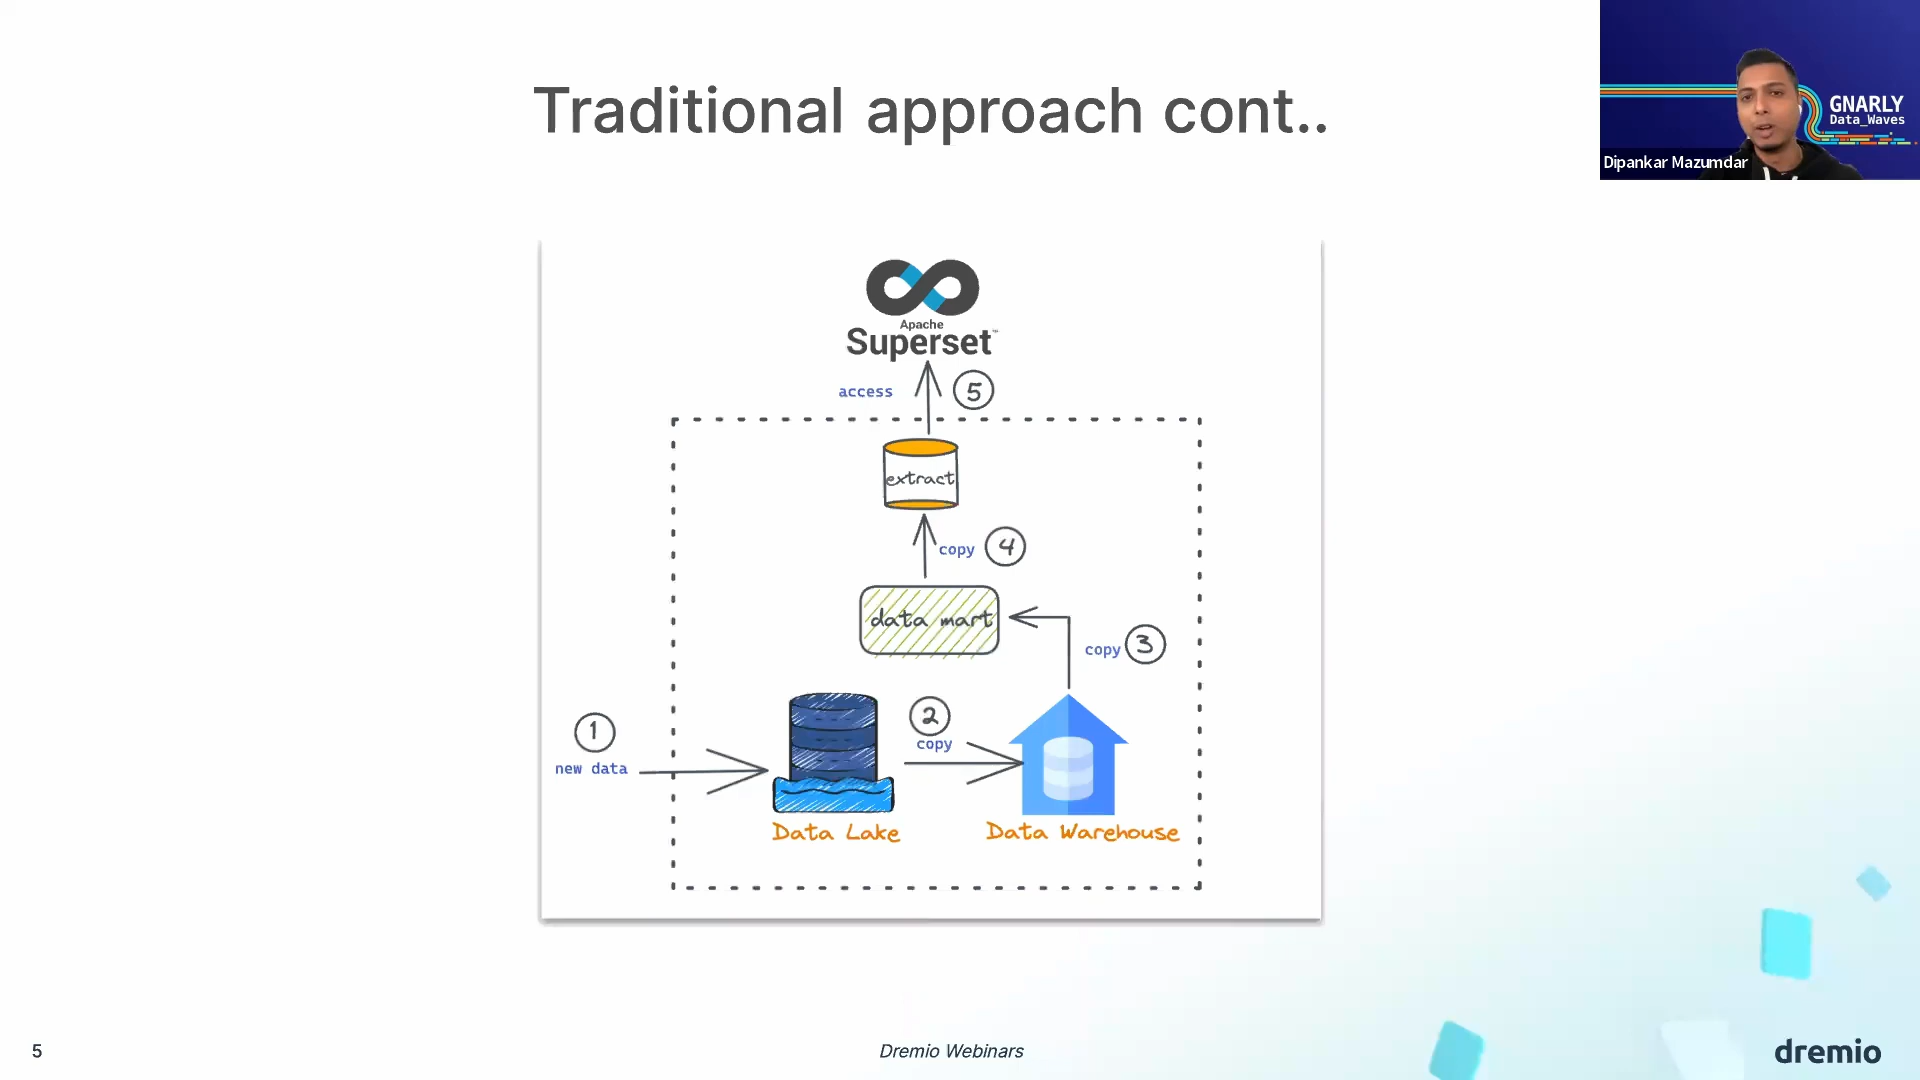 Traditional approach cont..
GNARLY
Data_Waves
Dipankar Mazumdar
Apache
Superset™
access
5
extract
copy
4
data mart
copy
3
1
new data
2
copy
Data Lake
Data Warehouse
5
Dremio Webinars
dremio